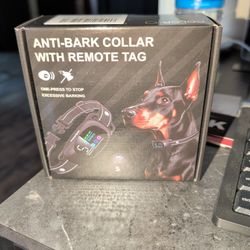 ANTI-BARK COLLAR
WITH REMOTE TAG
ONE-PRESS TO STOP
EXCESSIVE BARKING